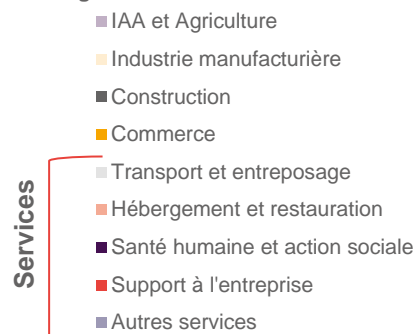 IAA et Agriculture
Industrie manufacturière
Construction
Commerce
Transport et entreposage
Hébergement et restauration
Santé humaine et action sociale
Support à l'entreprise
Autres services
Services